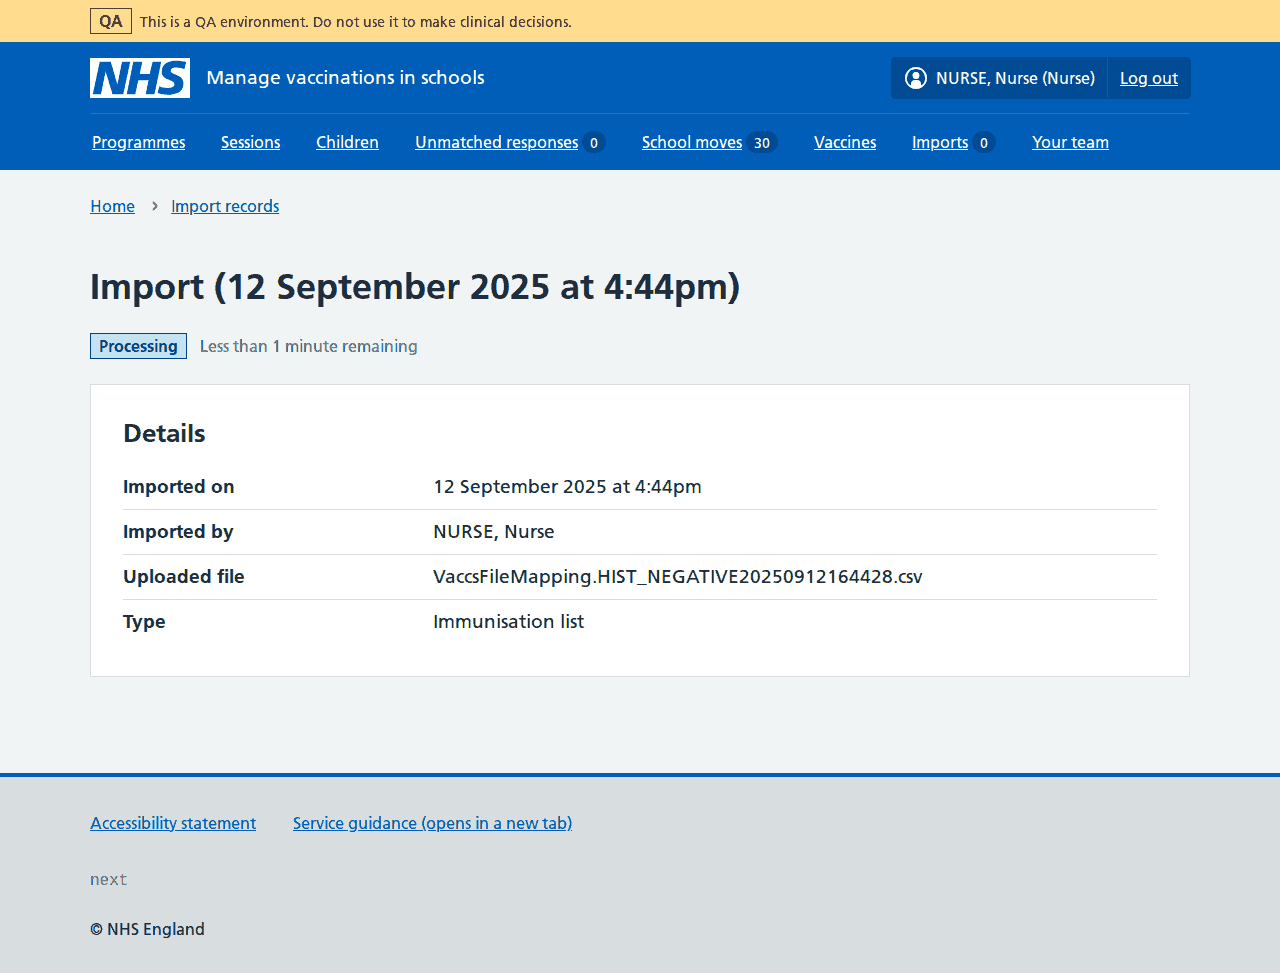 QA This is a QA environment. Do not use it to make clinical decisions.
NHS Manage vaccinations in schools NURSE, Nurse (Nurse) Log out
Programmes Sessions Children Unmatched responses 0 School moves 30 Vaccines Imports 0 Your team
Home Import records
Import (12 September 2025 at 4:44pm)
Processing Less than 1 minute remaining
Details
Imported on 12 September 2025 at 4:44pm
Imported by NURSE, Nurse
Uploaded file VaccsFileMapping.HIST_NEGATIVE20250912164428.csv
Type Immunisation list
Accessibility statement Service guidance (opens in a new tab)
next
© NHS England